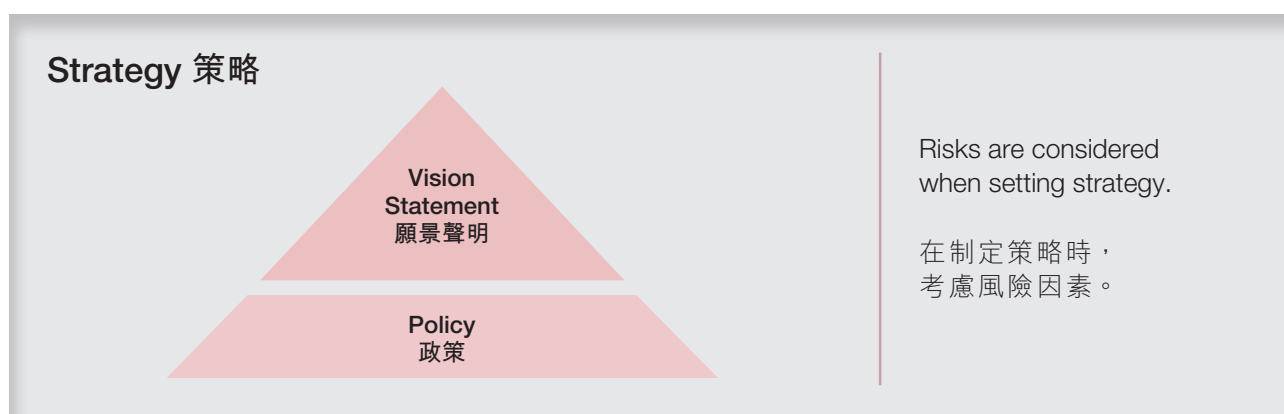 Strategy 策略
Vision
Statement
願景聲明
Policy
政策
Risks are considered
when setting strategy.
在制定策略時，
考慮風險因素。